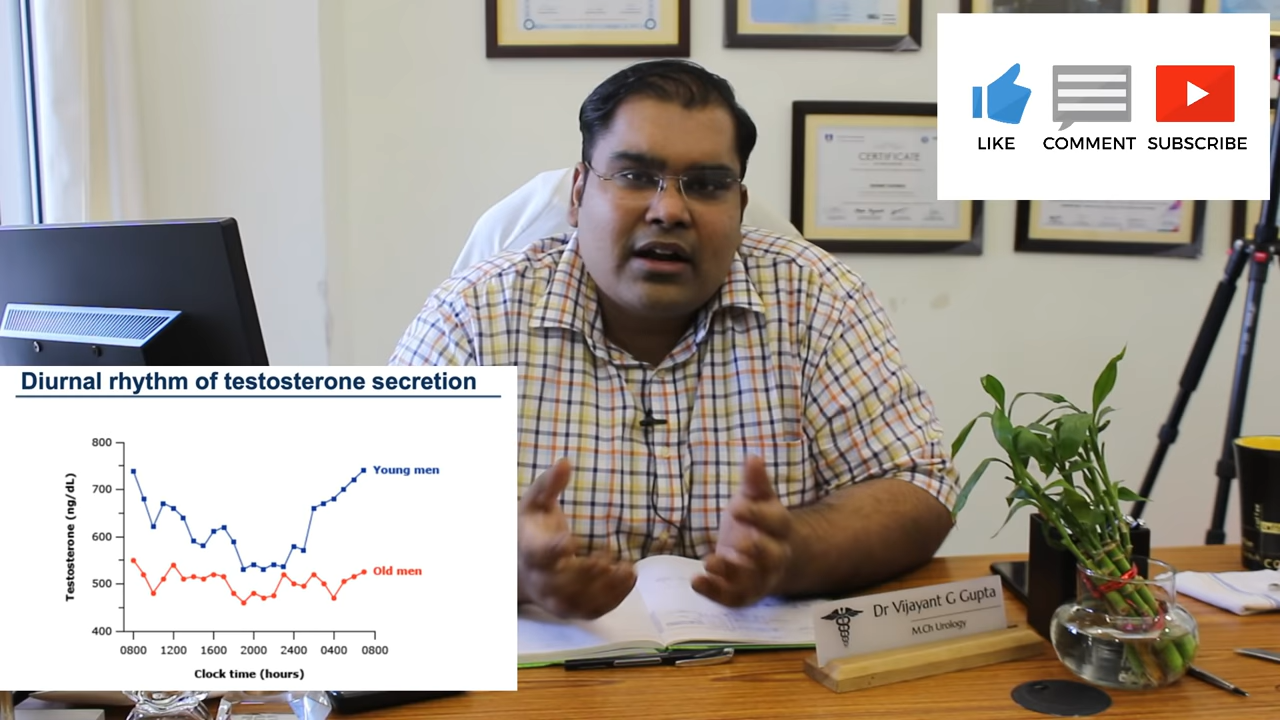 CERTIFICATE
LIKE COMMENT SUBSCRIBE
Diurnal rhythm of testosterone secretion
800
700
600
500
400
Testosterone (ng/dL)
Young men
Old men
0800 1200 1600 2000 2400 0400 0800
Clock time (hours)
Dr Vijayant G Gupta
M.Ch Urology